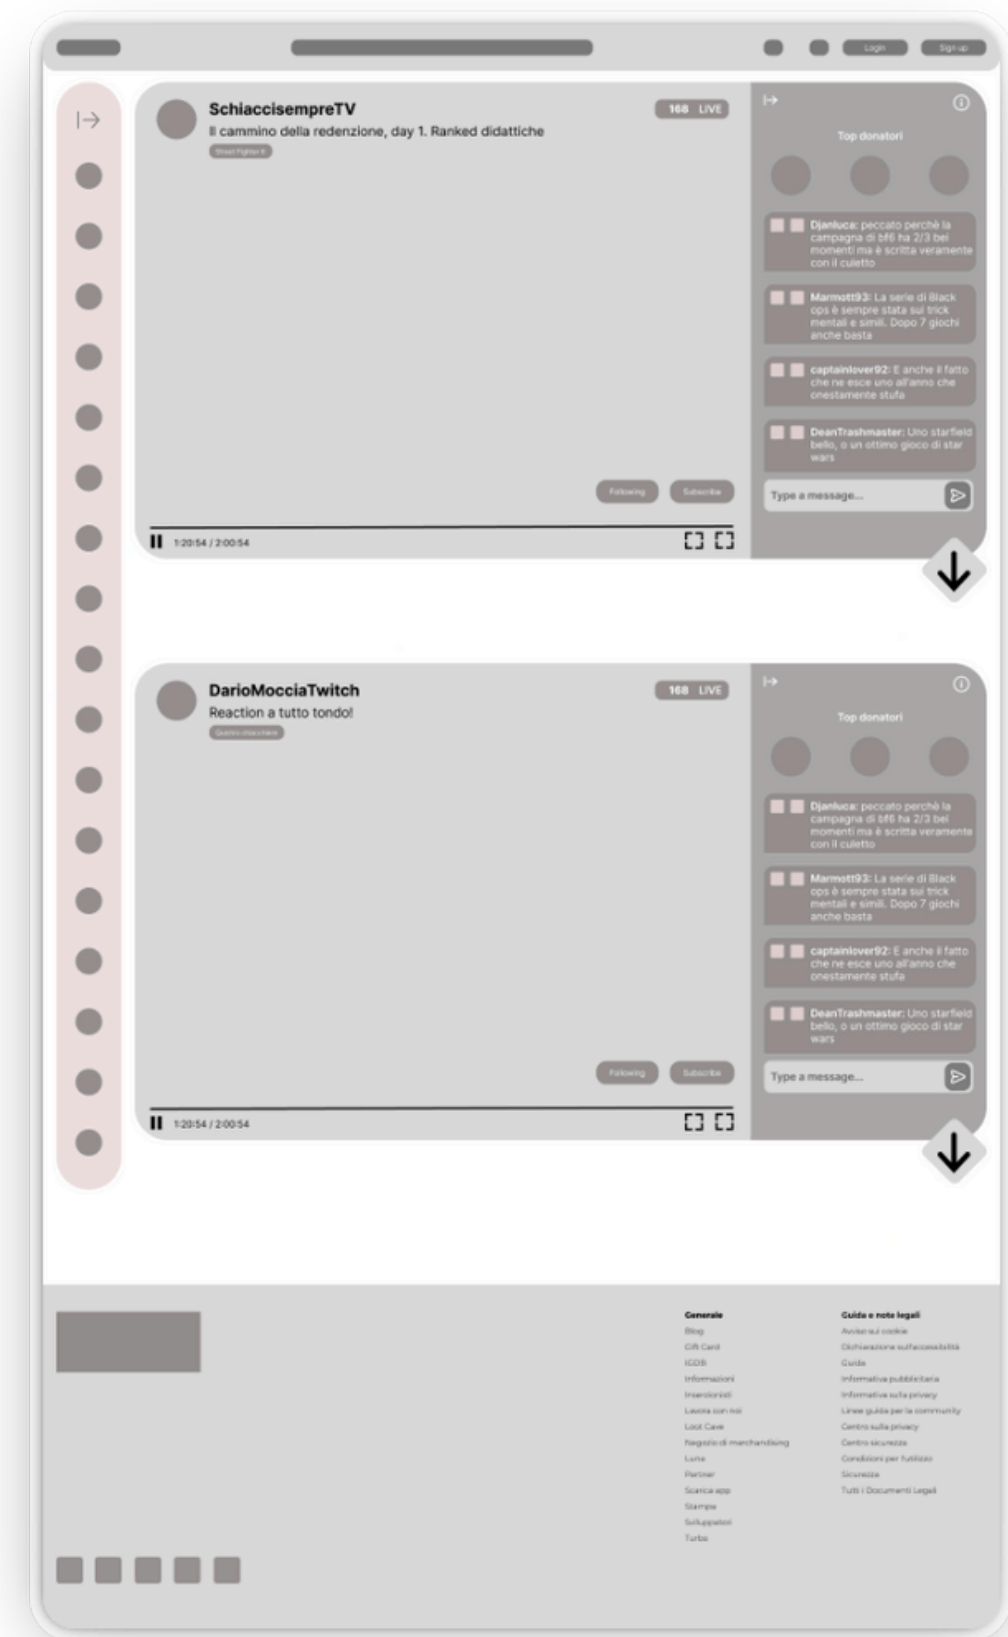 Login
Sign up
SchiaccisempreTV
Il cammino della redenzione, day 1. Ranked didattiche
Street Fighter 6
168 LIVE
Following
Subscribe
1:20:54 / 2:00:54
Top donatori
Djanluca: peccato perchè la
campagna di bf6 ha 2/3 bei
momenti ma è scritta veramente
con il culetto
Marmott93: La serie di Black
ops è sempre stata sui trick
mentali e simili. Dopo 7 giochi
anche basta
captainlover92: E anche il fatto
che ne esce uno all'anno che
onestamente stufa
DeanTrashmaster: Uno starfield
bello, o un ottimo gioco di star
wars
Type a message...
DarioMocciaTwitch
Reaction a tutto tondo!
Quattro chiacchiere
168 LIVE
Following
Subscribe
1:20:54 / 2:00:54
Top donatori
Djanluca: peccato perchè la
campagna di bf6 ha 2/3 bei
momenti ma è scritta veramente
con il culetto
Marmott93: La serie di Black
ops è sempre stata sui trick
mentali e simili. Dopo 7 giochi
anche basta
captainlover92: E anche il fatto
che ne esce uno all'anno che
onestamente stufa
DeanTrashmaster: Uno starfield
bello, o un ottimo gioco di star
wars
Type a message...
Generale
Blog
Gift Card
IGDB
Informazioni
Inserzionisti
Lavora con noi
Loot Cave
Negozio di merchandising
Luna
Partner
Scarica app
Stampa
Sviluppatori
Turbo
Guida e note legali
Avviso sui cookie
Dichiarazione sull'accessibilità
Guida
Informativa pubblicitaria
Informativa sulla privacy
Linee guida per la community
Centro sulla privacy
Centro sicurezza
Condizioni per l'utilizzo
Sicurezza
Tutti i Documenti Legali